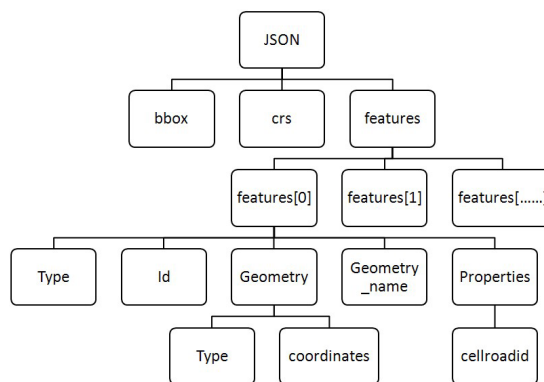 JSON
bbox
crs
features
features[0]
features[1]
features[……]
Type
Id
Geometry
Geometry
_name
Properties
Type
coordinates
cellroadid